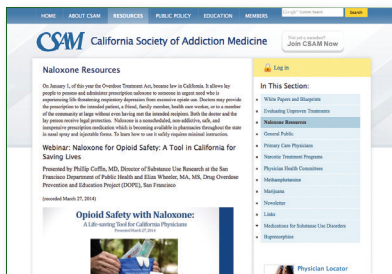 HOME ABOUT CSAM RESOURCES PUBLIC POLICY EDUCATION MEMBERS Search
CSAM California Society of Addiction Medicine
Not yet a member?
Join CSAM Now
Naloxone Resources
On January 1, of this year the Overdose Treatment Act, became law in California. It allows lay
people to possess and administer prescription naloxone to someone in urgent need who is
experiencing life-threatening respiratory depression from excessive opiate use. Doctors may provide
the prescription to the intended patient, a friend, family member, health care worker, or to a member
of the community at large without even having met the intended recipient. Both the doctor and the
lay person receive legal protection. Naloxone is a nonscheduled, non-addictive, safe, and
inexpensive prescription medication which is becoming available in pharmacies throughout the state
in nasal spray and injectable forms. To learn how to use it safely requires minimal instruction.
Webinar: Naloxone for Opioid Safety: A Tool in California for
Saving Lives
Presented by Phillip Coffin, MD, Director of Substance Use Research at the San
Francisco Department of Public Health and Eliza Wheeler, MA, MS, Drug Overdose
Prevention and Education Project (DOPE), San Francisco
(recorded March 27, 2014)
Opioid Safety with Naloxone:
A Life-saving Tool for California Physicians
Presented March 27, 2014
Log in
In This Section:
White Papers and Blueprints
Evaluating Unproven Treatments
Naloxone Resources
General Public
Primary Care Physicians
Narcotic Treatment Programs
Physician Health Committees
Methamphetamine
Marijuana
Newsletter
Links
Medications for Substance Use Disorders
Buprenorphine
Physician Locator